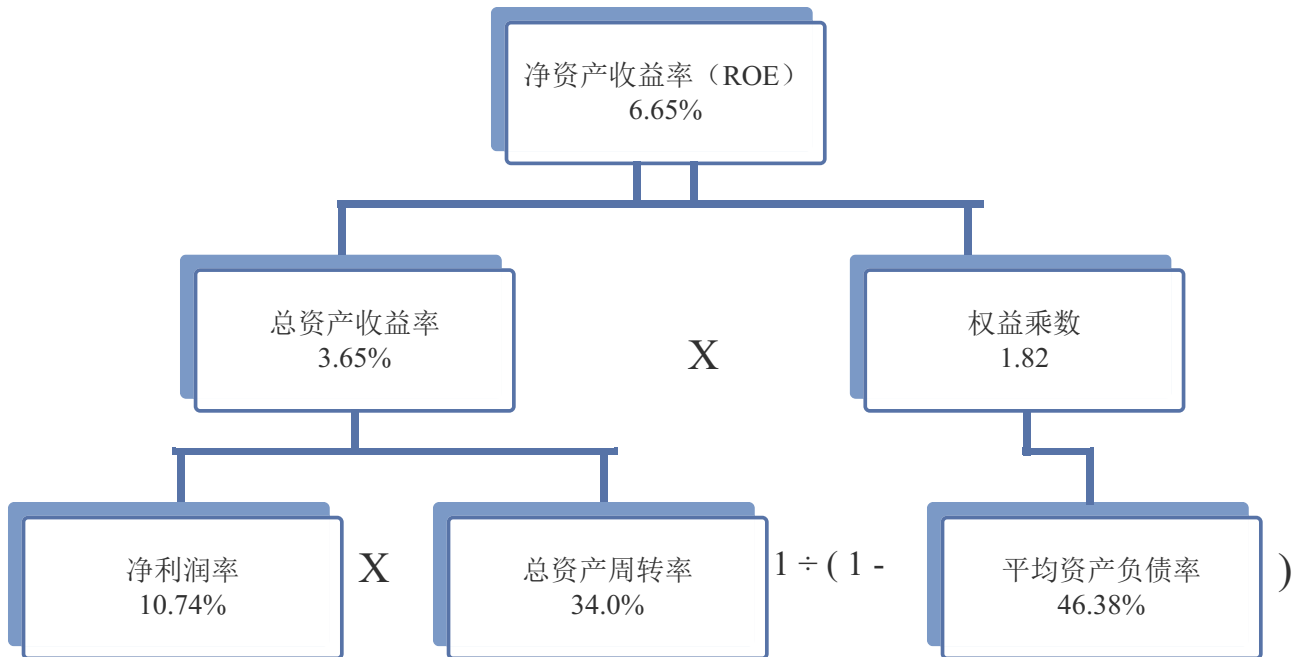 净资产收益率（ROE）
6.65%
总资产收益率
3.65%
X
权益乘数
1.82
净利润率
10.74%
X
总资产周转率
34.0%
1 ÷ ( 1 -
平均资产负债率
46.38%
)